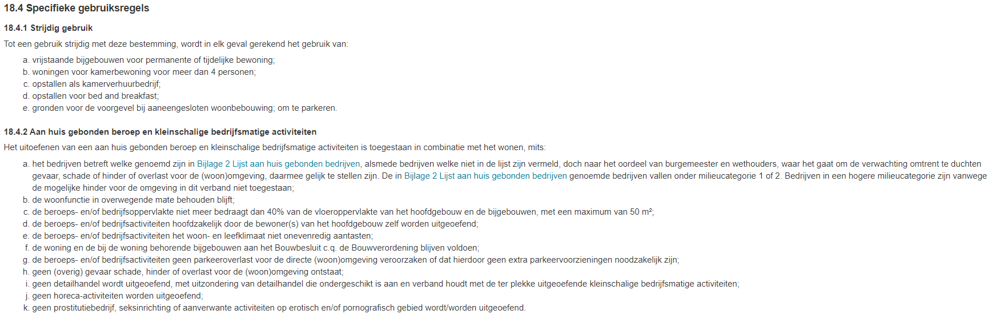 18.4 Specifieke gebruiksregels
18.4.1 Strijdig gebruik
Tot een gebruik strijdig met deze bestemming, wordt in elk geval gerekend het gebruik van:
a. vrijstaande bijgebouwen voor permanente of tijdelijke bewoning;
b. woningen voor kamerbewoning voor meer dan 4 personen;
c. opstallen als kamerverhuurbedrijf;
d. opstallen voor bed and breakfast;
e. gronden voor de voorgevel bij aaneengesloten woonbebouwing; om te parkeren.
18.4.2 Aan huis gebonden beroep en kleinschalige bedrijfsmatige activiteiten
Het uitoefenen van een aan huis gebonden beroep en kleinschalige bedrijfsmatige activiteiten is toegestaan in combinatie met het wonen, mits:
a. het bedrijven betreft welke genoemd zijn in Bijlage 2 Lijst aan huis gebonden bedrijven, alsmede bedrijven welke niet in de lijst zijn vermeld, doch naar het oordeel van burgemeester en wethouders, waar het gaat om de verwachting omtrent te duchten
gevaar, schade of hinder of overlast voor de (woon)omgeving, daarmee gelijk te stellen zijn. De in Bijlage 2 Lijst aan huis gebonden bedrijven genoemde bedrijven vallen onder milieucategorie 1 of 2. Bedrijven in een hogere milieucategorie zijn vanwege
de mogelijke hinder voor de omgeving in dit verband niet toegestaan;
b. de woonfunctie in overwegende mate behouden blijft;
c. de beroeps- en/of bedrijfsoppervlakte niet meer bedraagt dan 40% van de vloeroppervlakte van het hoofdgebouw en de bijgebouwen, met een maximum van 50 m²;
d. de beroeps- en/of bedrijfsactiviteiten hoofdzakelijk door de bewoner(s) van het hoofdgebouw zelf worden uitgeoefend;
e. de beroeps- en/of bedrijfsactiviteiten het woon- en leefklimaat niet onevenredig aantasten;
f. de woning en de bij de woning behorende bijgebouwen aan het Bouwbesluit c.q. de Bouwverordening blijven voldoen;
g. de beroeps- en/of bedrijfsactiviteiten geen parkeeroverlast voor de directe (woon)omgeving veroorzaken of dat hierdoor geen extra parkeervoorzieningen noodzakelijk zijn;
h. geen (overig) gevaar schade, hinder of overlast voor de (woon)omgeving ontstaat;
i. geen detailhandel wordt uitgeoefend, met uitzondering van detailhandel die ondergeschikt is aan en verband houdt met de ter plekke uitgeoefende kleinschalige bedrijfsmatige activiteiten;
j. geen horeca-activiteiten worden uitgeoefend;
k. geen prostitutiebedrijf, seksinrichting of aanverwante activiteiten op erotisch en/of pornografisch gebied wordt/worden uitgeoefend.